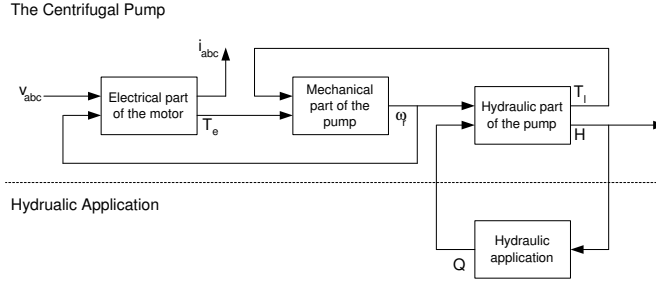 The Centrifugal Pump
v_abc
i_abc
Electrical part
of the motor
T_e
Mechanical
part of the
pump
ω_r
Hydraulic part
of the pump
T_l
H
Hydrualic Application
Hydraulic
application
Q